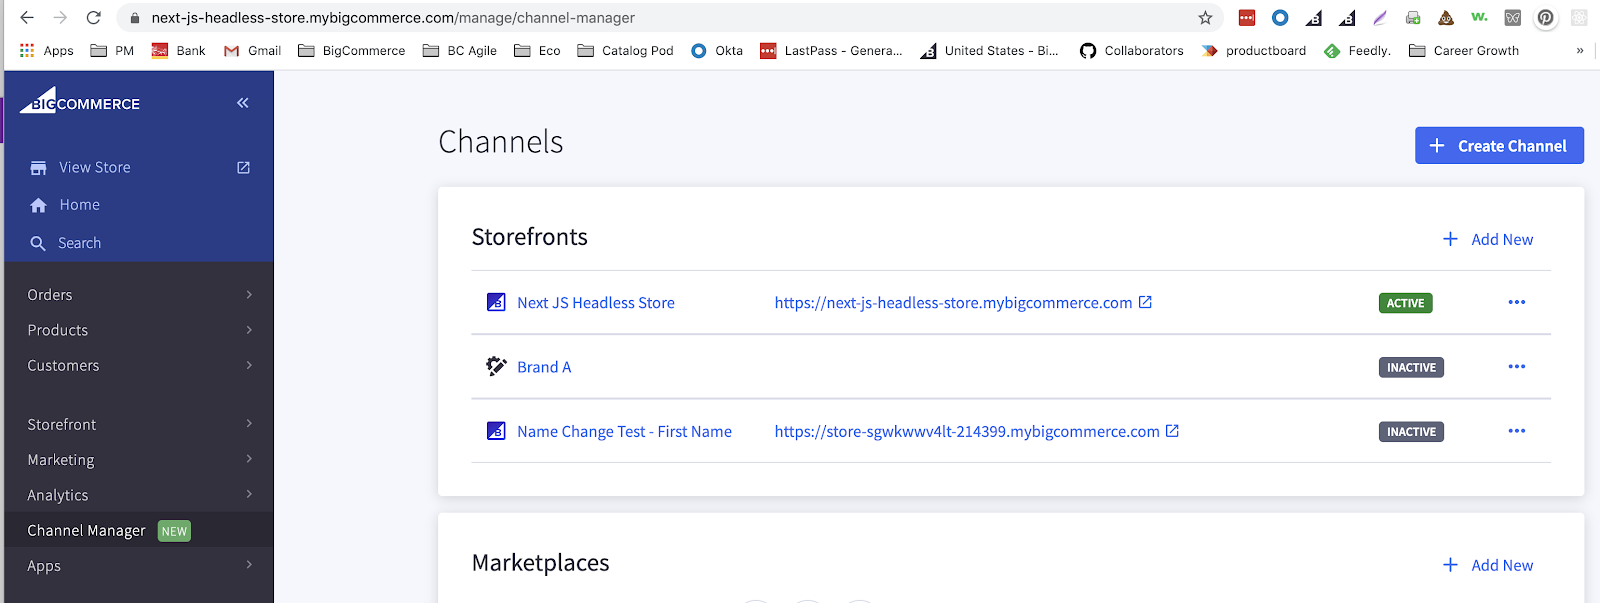 next-js-headless-store.mybigcommerce.com/manage/channel-manager
Apps PM Bank Gmail BigCommerce BC Agile Eco Catalog Pod Okta LastPass - Genera... United States - Bi... Collaborators productboard Feedly. Career Growth »
BIGCOMMERCE
View Store
Home
Search
Orders
Products
Customers
Storefront
Marketing
Analytics
Channel Manager NEW
Apps
Channels
+ Create Channel
Storefronts
+ Add New
Next JS Headless Store https://next-js-headless-store.mybigcommerce.com ACTIVE
Brand A INACTIVE
Name Change Test - First Name https://store-sgwkwwv4lt-214399.mybigcommerce.com INACTIVE
Marketplaces
+ Add New